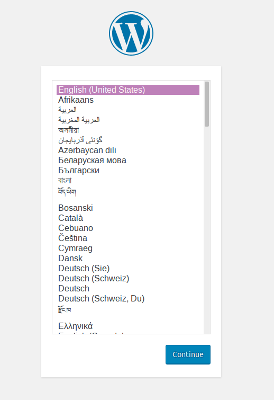 English (United States)
Afrikaans
العربية
العربية المغربية
অসমীয়া
گؤنئی آذربایجان
Azərbaycan dili
Беларуская мова
Български
বাংলা
བོད་ཡིག
Bosanski
Català
Cebuano
Čeština
Cymraeg
Dansk
Deutsch (Sie)
Deutsch (Schweiz)
Deutsch
Deutsch (Schweiz, Du)
རྫོང་ཁ
Ελληνικά
Continue